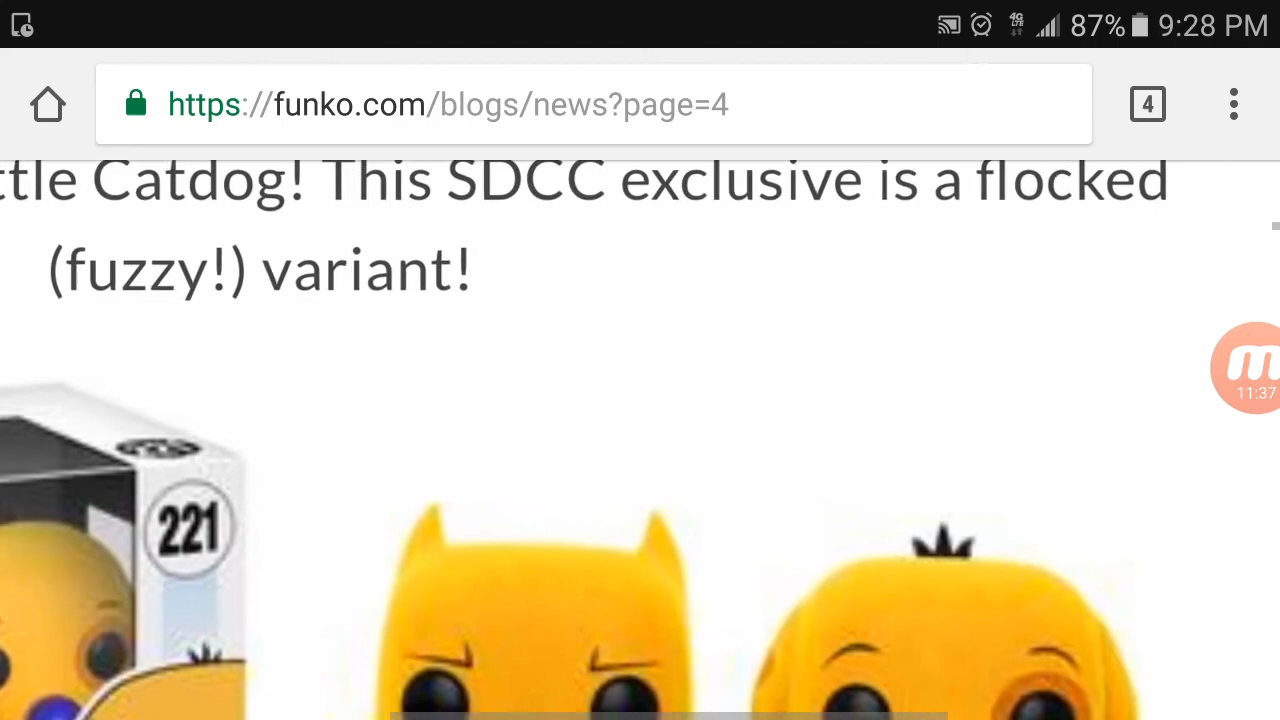 87% 9:28 PM
https://funko.com/blogs/news?page=4
4
ttle Catdog! This SDCC exclusive is a flocked
(fuzzy!) variant!
11:37
221